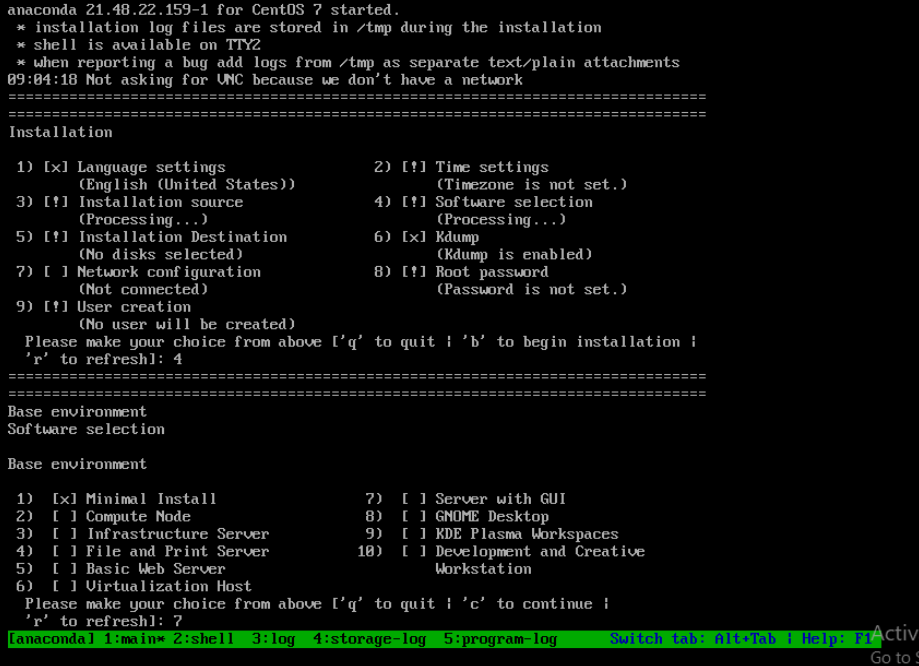 anaconda 21.48.22.159-1 for CentOS 7 started.
 * installation log files are stored in /tmp during the installation
 * shell is available on TTY2
 * when reporting a bug add logs from /tmp as separate text/plain attachments
09:04:18 Not asking for VNC because we don't have a network
================================================================================
================================================================================
Installation
 1) [x] Language settings                 2) [!] Time settings
        (English (United States))                (Timezone is not set.)
 3) [!] Installation source               4) [!] Software selection
        (Processing...)                          (Processing...)
 5) [!] Installation Destination          6) [x] Kdump
        (No disks selected)                      (Kdump is enabled)
 7) [ ] Network configuration             8) [!] Root password
        (Not connected)                          (Password is not set.)
 9) [!] User creation
        (No user will be created)
  Please make your choice from above ['q' to quit | 'b' to begin installation |
  'r' to refresh]: 4
================================================================================
================================================================================
Base environment
Software selection
Base environment
 1)  [x] Minimal Install                 7)  [ ] Server with GUI
 2)  [ ] Compute Node                    8)  [ ] GNOME Desktop
 3)  [ ] Infrastructure Server           9)  [ ] KDE Plasma Workspaces
 4)  [ ] File and Print Server          10)  [ ] Development and Creative
 5)  [ ] Basic Web Server                        Workstation
 6)  [ ] Virtualization Host
  Please make your choice from above ['q' to quit | 'c' to continue |
  'r' to refresh]: 7
[anaconda] 1:main* 2:shell  3:log  4:storage-log  5:program-log      Switch tab: Alt+Tab | Help: F1
Activ
Go to S